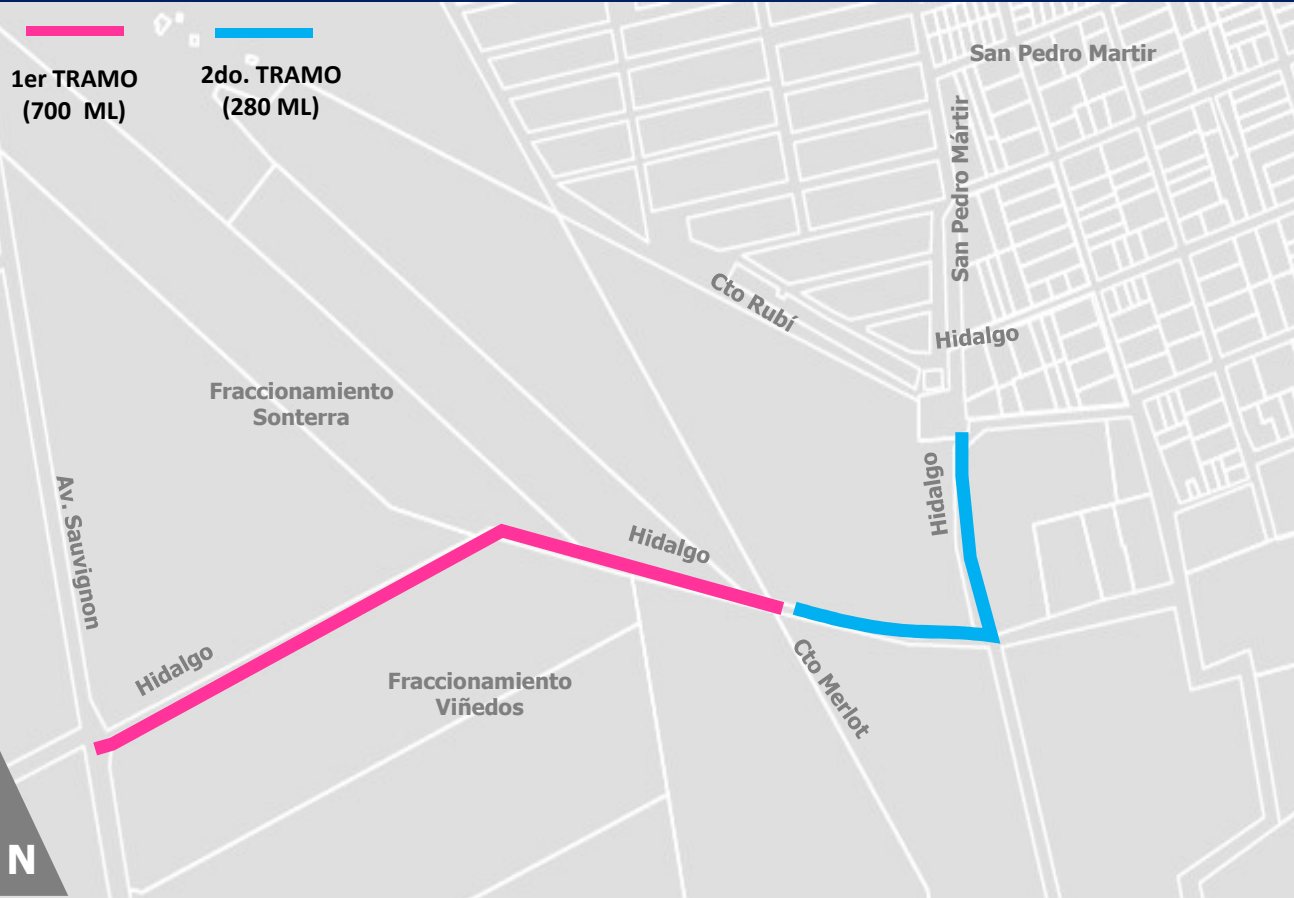 1er TRAMO
(700 ML)
2do. TRAMO
(280 ML)
San Pedro Martir
San Pedro Mártir
Cto Rubí
Hidalgo
Fraccionamiento
Sonterra
Hidalgo
Av. Sauvignon
Hidalgo
Hidalgo
Fraccionamiento
Viñedos
Cto Merlot
N